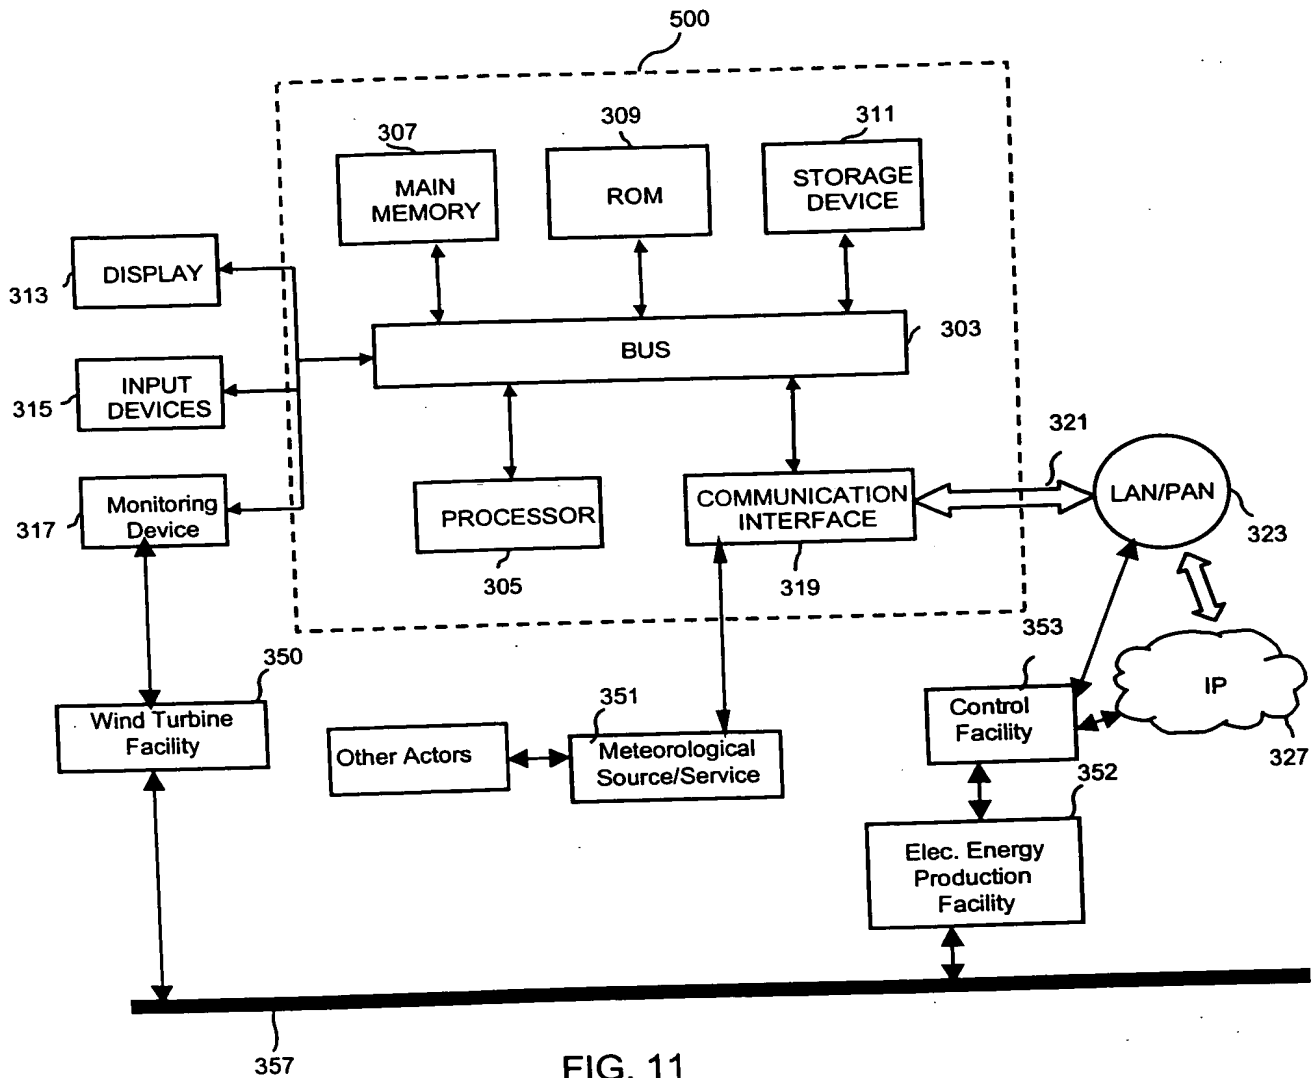 500
307
309
311
MAIN
MEMORY
ROM
STORAGE
DEVICE
DISPLAY
313
BUS
303
INPUT
DEVICES
315
321
Monitoring
Device
317
PROCESSOR
305
COMMUNICATION
INTERFACE
319
LAN/PAN
323
350
Wind Turbine
Facility
Other Actors
351
Meteorological
Source/Service
353
Control
Facility
IP
327
352
Elec. Energy
Production
Facility
357
FIG. 11